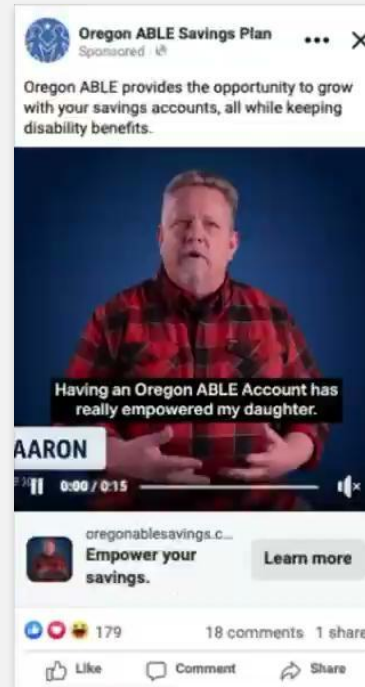 Oregon ABLE Savings Plan
Sponsored
Oregon ABLE provides the opportunity to grow
with your savings accounts, all while keeping
disability benefits.
Having an Oregon ABLE Account has
really empowered my daughter.
AARON
0:00 / 0:15
oregonablesavings.c...
Empower your
savings.
Learn more
179
18 comments 1 share
Like
Comment
Share